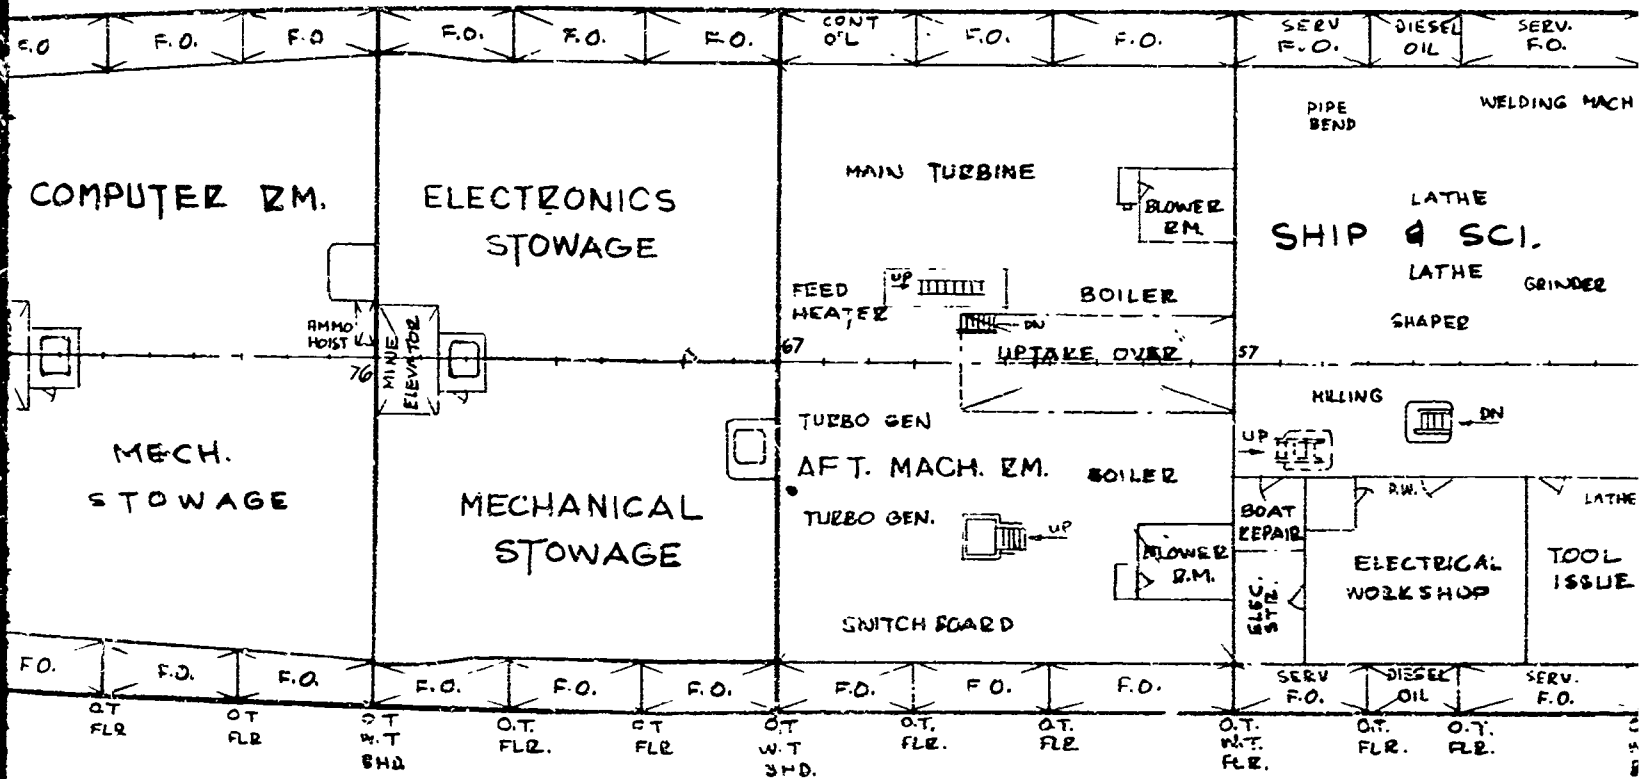 F.O
F.O.
F.O
F.O.
F.O.
F.O.
CONT
O'L
F.O.
F.O.
SERV
F.O.
DIESEL
OIL
SERV.
F.O.
PIPE
BEND
WELDING MACH
COMPUTER RM.
ELECTRONICS
STOWAGE
MAIN TURBINE
BLOWER
RM.
LATHE
SHIP & SCI.
LATHE
GRINDER
SHAPER
FEED
HEATER
UP
BOILER
DN
UPTAKE OVER
AMMO
HOIST
MINE
ELEVATOR
76
67
57
MILLING
DN
UP
TURBO GEN
AFT. MACH. RM.
BOILER
TURBO GEN.
UP
MECH.
STOWAGE
MECHANICAL
STOWAGE
BLOWER
R.M.
SWITCH BOARD
BOAT
REPAIR
ELEC.
STR.
D.W.
ELECTRICAL
WORKSHOP
LATHE
TOOL
ISSUE
F.O.
F.O.
F.O.
F.O.
F.O.
F.O.
F.O.
F O.
F.O.
SERV
F.O.
DIESEL
OIL
SERV.
F.O.
O.T
FLR
O T
FLR
O T
W.T
BHD
O.T.
FLR.
O T
FLR
O.T
W.T
BHD.
O.T.
FLR.
O.T.
FLR
O.T.
W.T.
FLR.
O.T.
FLR.
O.T.
FLR.